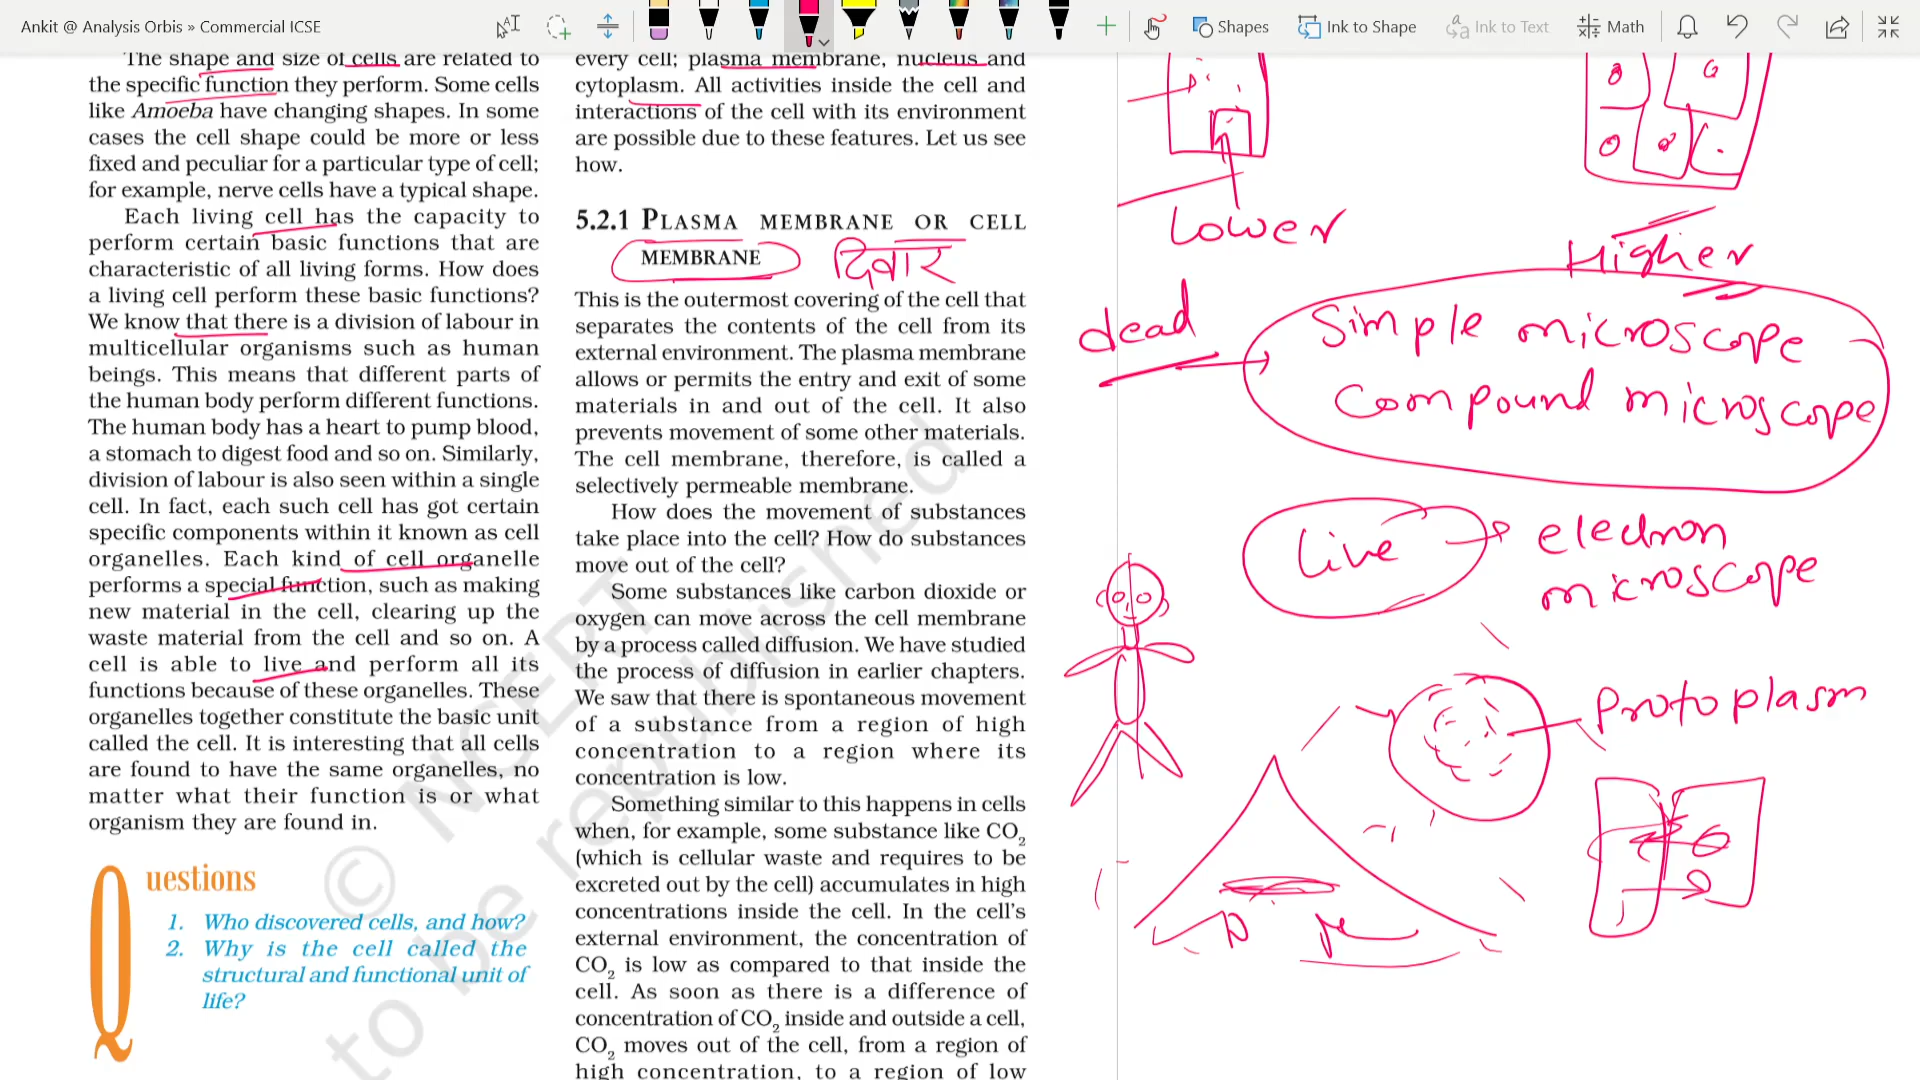 Ankit @ Analysis Orbis » Commercial ICSE
Shapes
Ink to Shape
Ink to Text
Math
The shape and size of cells are related to
the specific function they perform. Some cells
like Amoeba have changing shapes. In some
cases the cell shape could be more or less
fixed and peculiar for a particular type of cell;
for example, nerve cells have a typical shape.
Each living cell has the capacity to
perform certain basic functions that are
characteristic of all living forms. How does
a living cell perform these basic functions?
We know that there is a division of labour in
multicellular organisms such as human
beings. This means that different parts of
the human body perform different functions.
The human body has a heart to pump blood,
a stomach to digest food and so on. Similarly,
division of labour is also seen within a single
cell. In fact, each such cell has got certain
specific components within it known as cell
organelles. Each kind of cell organelle
performs a special function, such as making
new material in the cell, clearing up the
waste material from the cell and so on. A
cell is able to live and perform all its
functions because of these organelles. These
organelles together constitute the basic unit
called the cell. It is interesting that all cells
are found to have the same organelles, no
matter what their function is or what
organism they are found in.
Questions
1. Who discovered cells, and how?
2. Why is the cell called the
structural and functional unit of
life?
every cell; plasma membrane, nucleus and
cytoplasm. All activities inside the cell and
interactions of the cell with its environment
are possible due to these features. Let us see
how.
5.2.1 PLASMA MEMBRANE OR CELL
MEMBRANE दिवार
This is the outermost covering of the cell that
separates the contents of the cell from its
external environment. The plasma membrane
allows or permits the entry and exit of some
materials in and out of the cell. It also
prevents movement of some other materials.
The cell membrane, therefore, is called a
selectively permeable membrane.
How does the movement of substances
take place into the cell? How do substances
move out of the cell?
Some substances like carbon dioxide or
oxygen can move across the cell membrane
by a process called diffusion. We have studied
the process of diffusion in earlier chapters.
We saw that there is spontaneous movement
of a substance from a region of high
concentration to a region where its
concentration is low.
Something similar to this happens in cells
when, for example, some substance like CO₂
(which is cellular waste and requires to be
excreted out by the cell) accumulates in high
concentrations inside the cell. In the cell's
external environment, the concentration of
CO₂ is low as compared to that inside the
cell. As soon as there is a difference of
concentration of CO₂ inside and outside a cell,
CO₂ moves out of the cell, from a region of
high concentration, to a region of low
© NCERT
to be republished
Lower
Higher
dead
Simple microscope
Compound microscope
Live
electron
microscope
Protoplasm